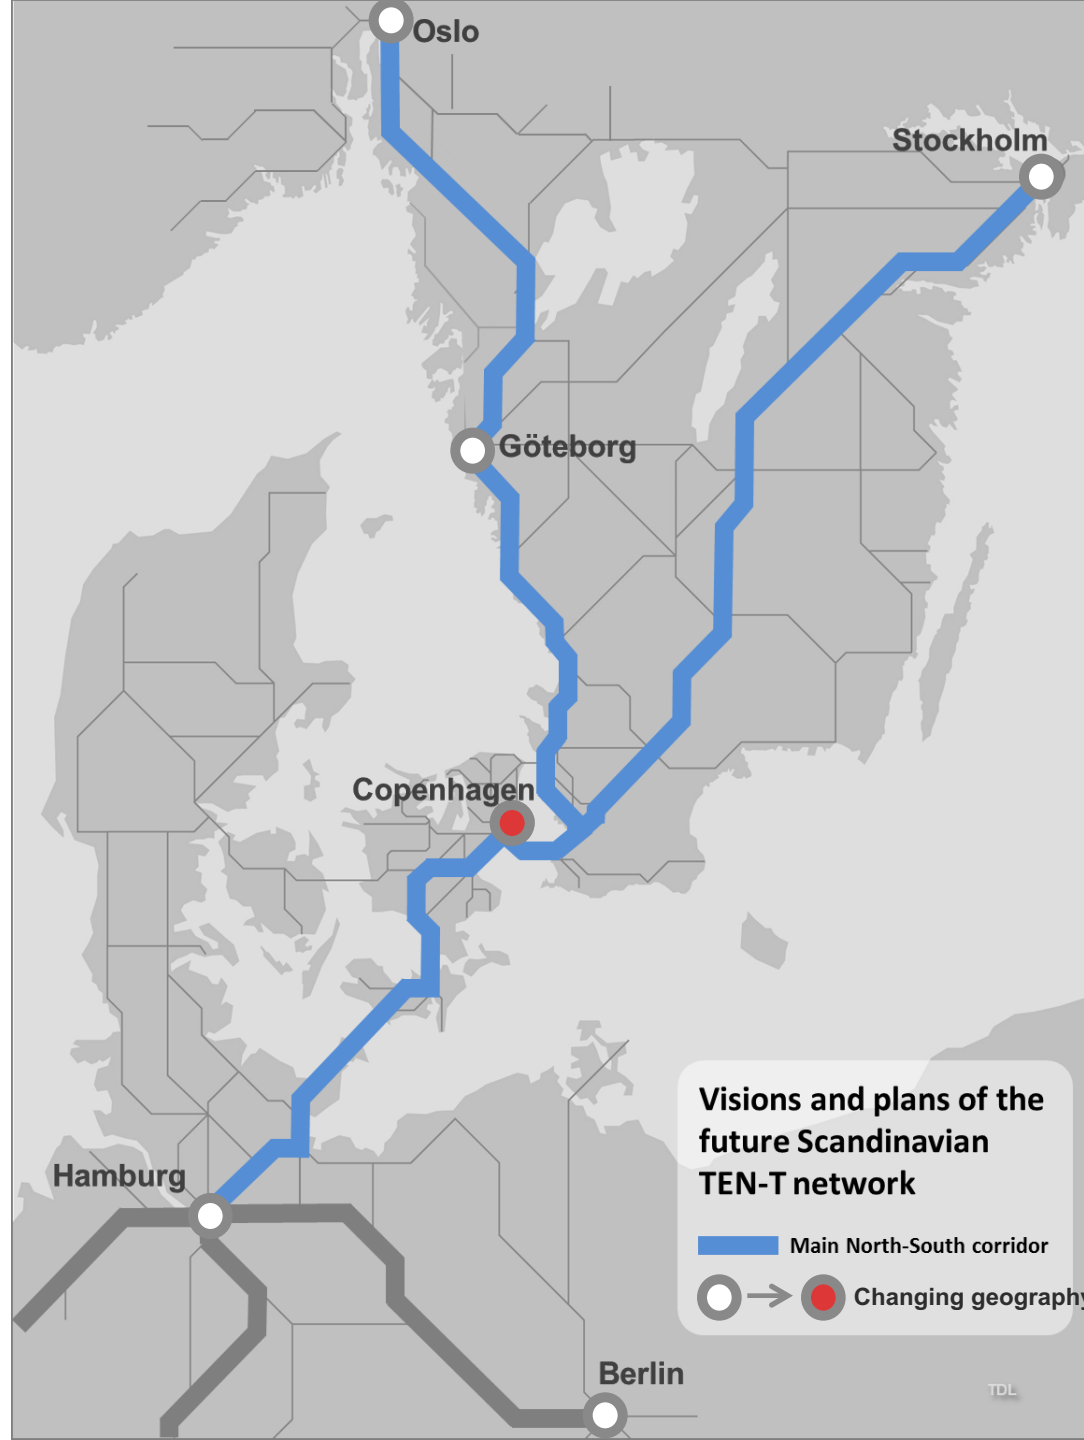 Oslo
Stockholm
Göteborg
Copenhagen
Hamburg
Berlin
Visions and plans of the
future Scandinavian
TEN-T network
Main North-South corridor
Changing geography
TDL